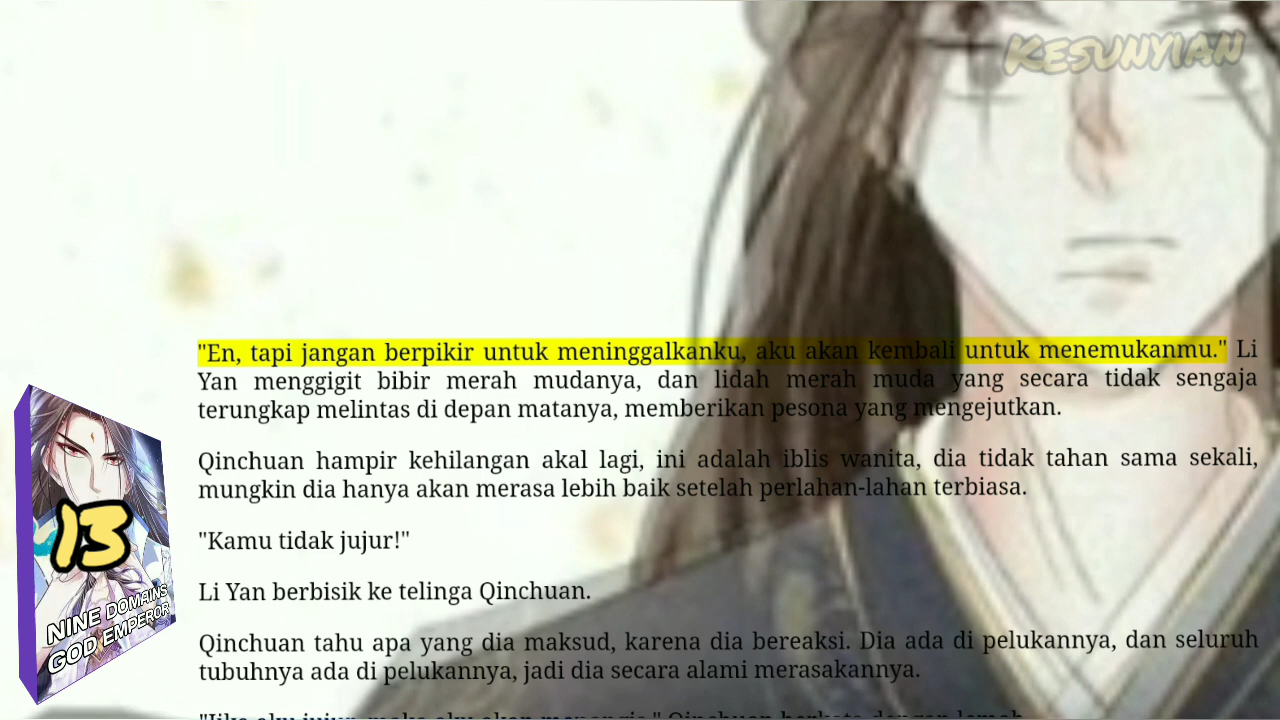 KESUNYIAN
"En, tapi jangan berpikir untuk meninggalkanku, aku akan kembali untuk menemukanmu." Li
Yan menggigit bibir merah mudanya, dan lidah merah muda yang secara tidak sengaja
terungkap melintas di depan matanya, memberikan pesona yang mengejutkan.
Qinchuan hampir kehilangan akal lagi, ini adalah iblis wanita, dia tidak tahan sama sekali,
mungkin dia hanya akan merasa lebih baik setelah perlahan-lahan terbiasa.
"Kamu tidak jujur!"
Li Yan berbisik ke telinga Qinchuan.
Qinchuan tahu apa yang dia maksud, karena dia bereaksi. Dia ada di pelukannya, dan seluruh
tubuhnya ada di pelukannya, jadi dia secara alami merasakannya.
13
NINE DOMAINS
GOD EMPEROR